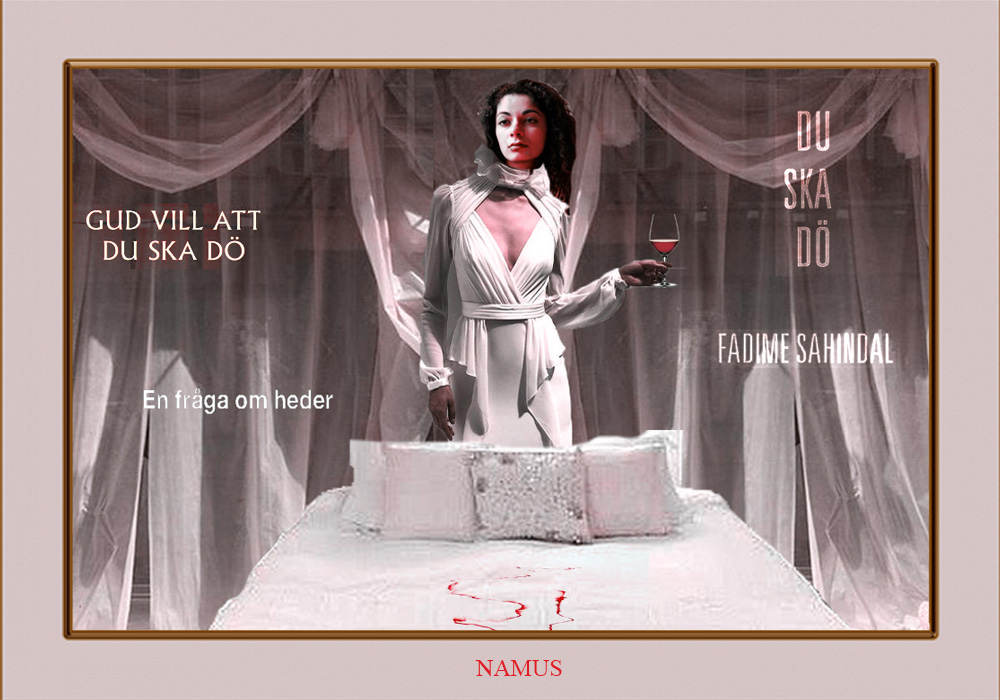 GUD VILL ATT
DU SKA DÖ
En fråga om heder
DU
SKA
DÖ
FADIME SAHINDAL
NAMUS